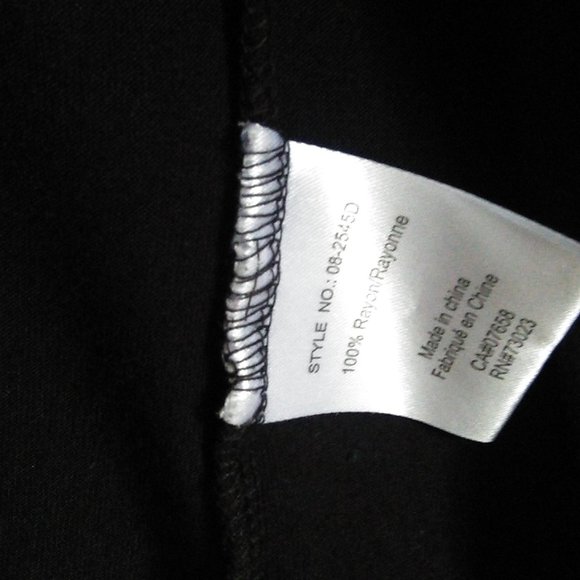 STYLE NO.: 08-2545D
100% Rayon/Rayonne
Made in china
Fabriqué en Chine
CA#07658
RN#73023